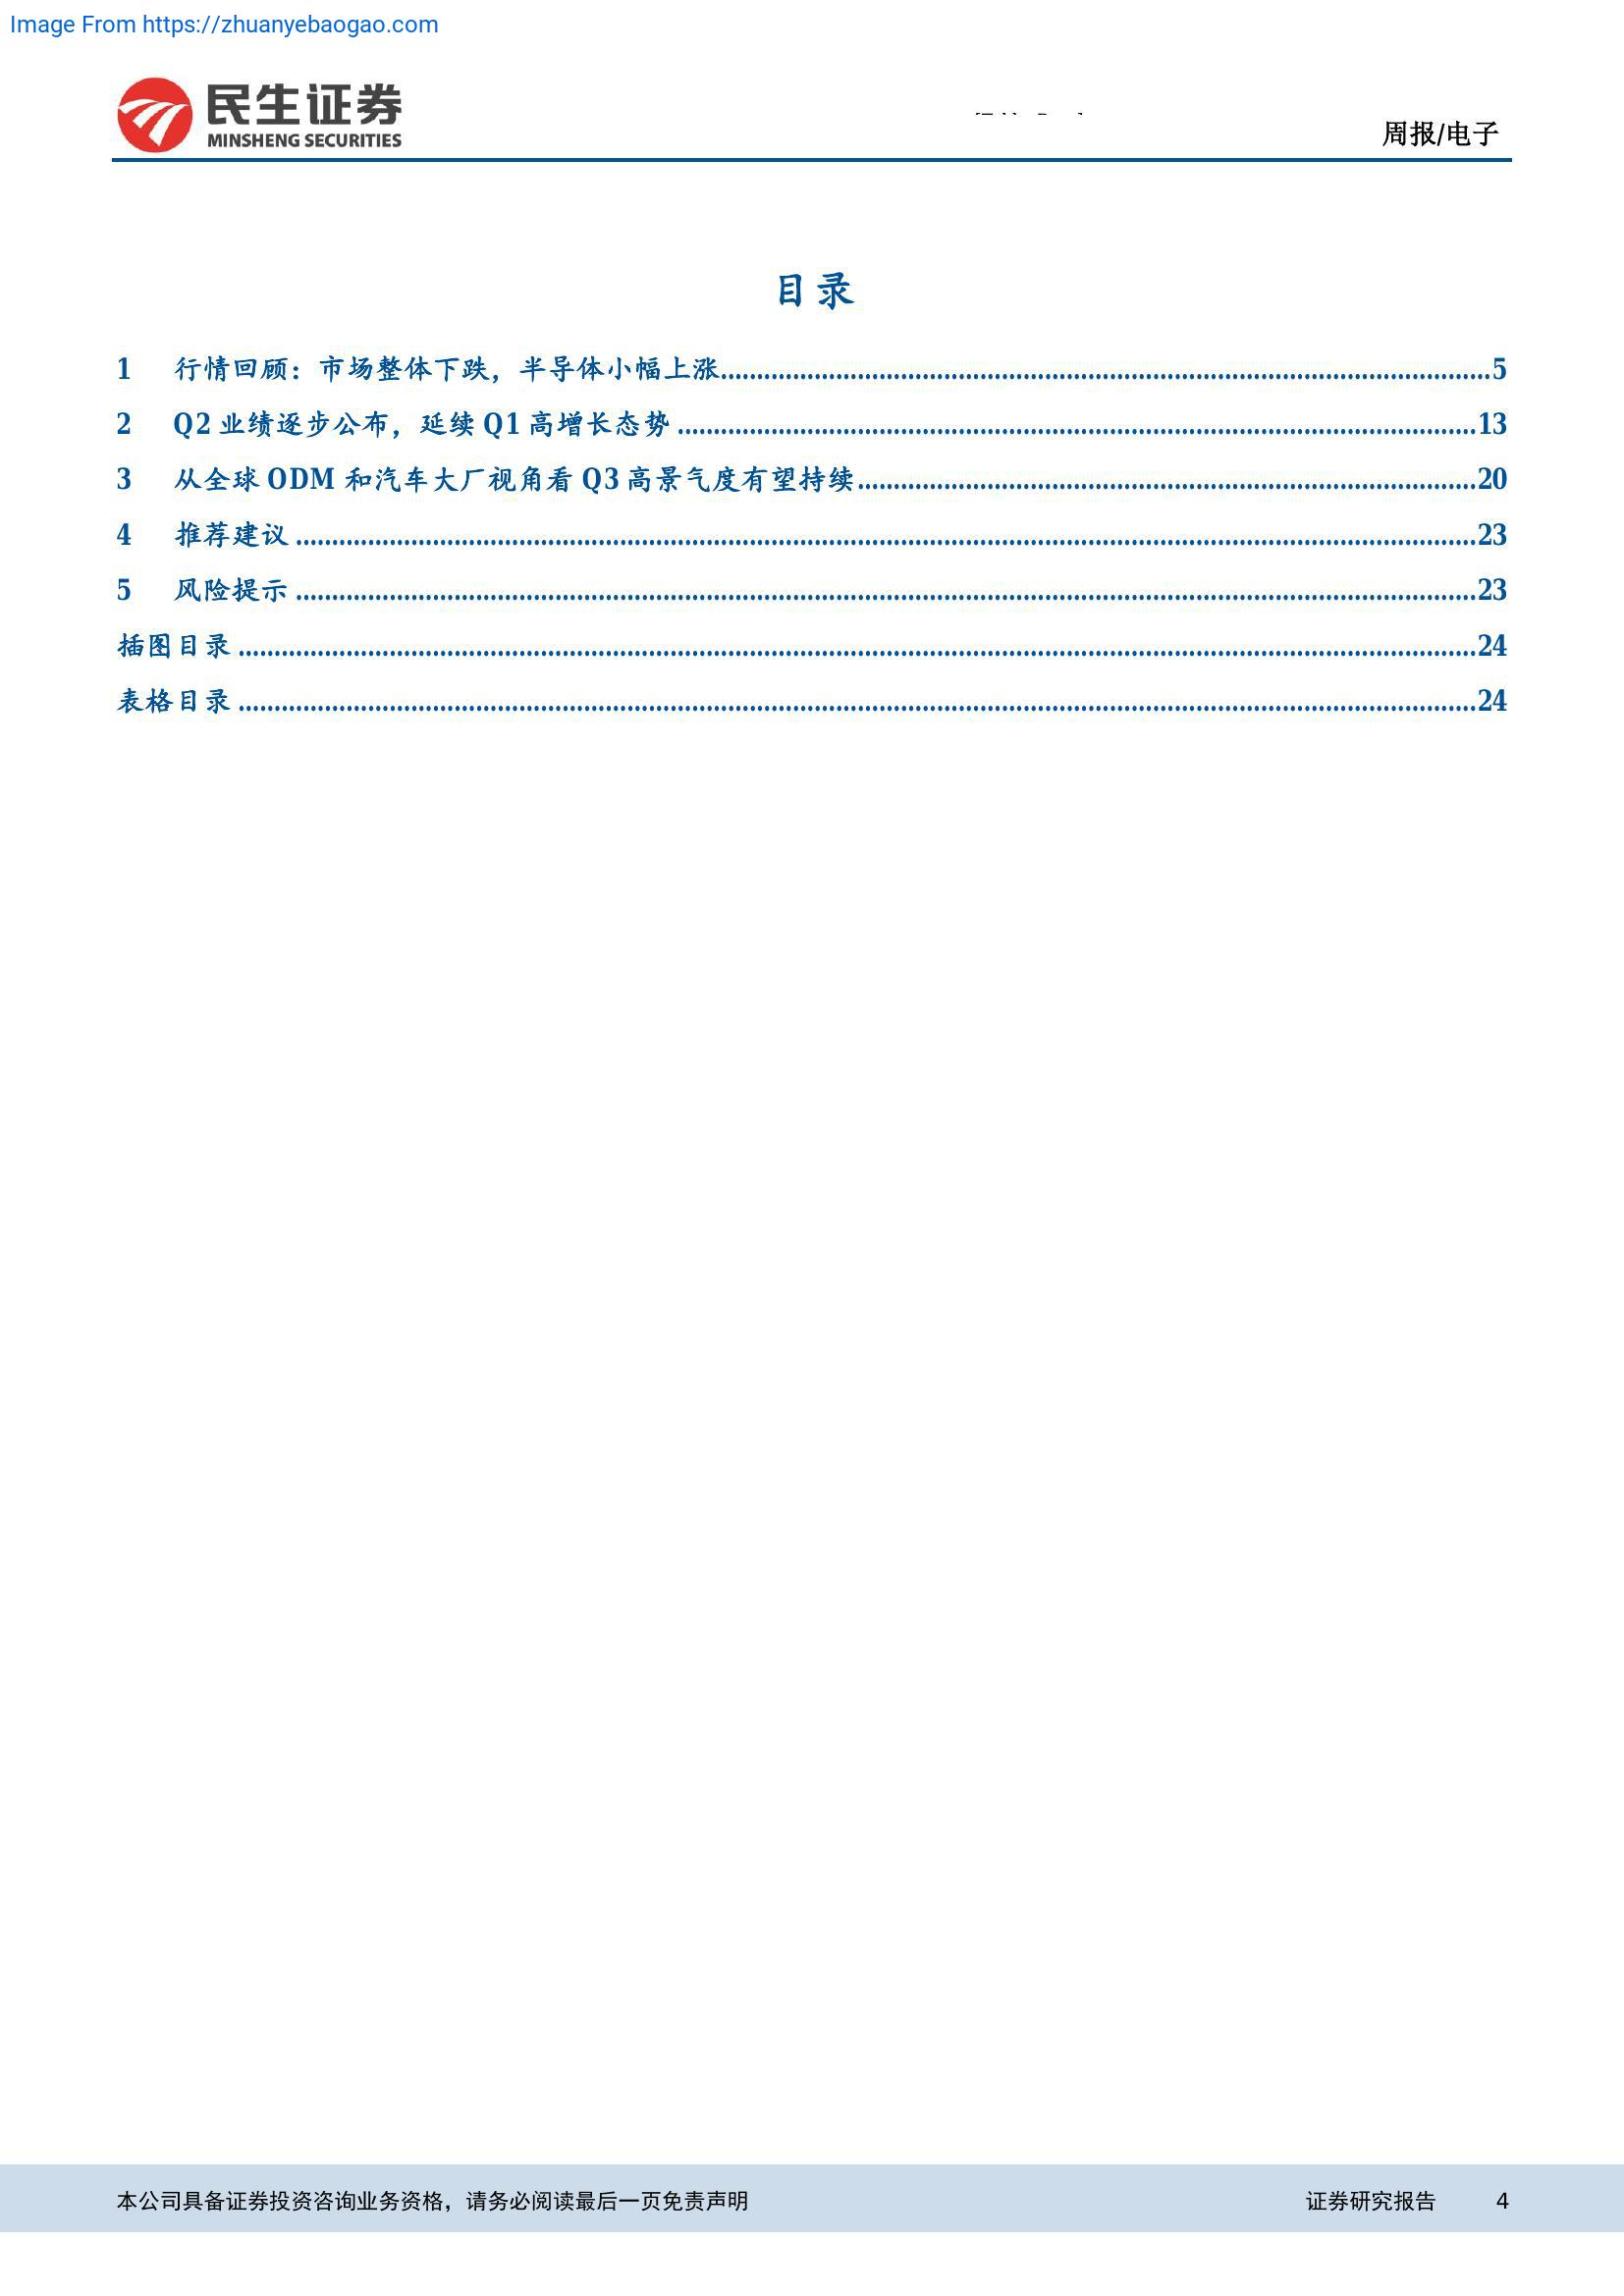 Image From https://zhuanyebaogao.com
民生证券
MINSHENG SECURITIES
周报/电子
目录
1 行情回顾：市场整体下跌，半导体小幅上涨 5
2 Q2 业绩逐步公布，延续 Q1 高增长态势 13
3 从全球 ODM 和汽车大厂视角看 Q3 高景气度有望持续 20
4 推荐建议 23
5 风险提示 23
插图目录 24
表格目录 24
本公司具备证券投资咨询业务资格，请务必阅读最后一页免责声明 证券研究报告 4